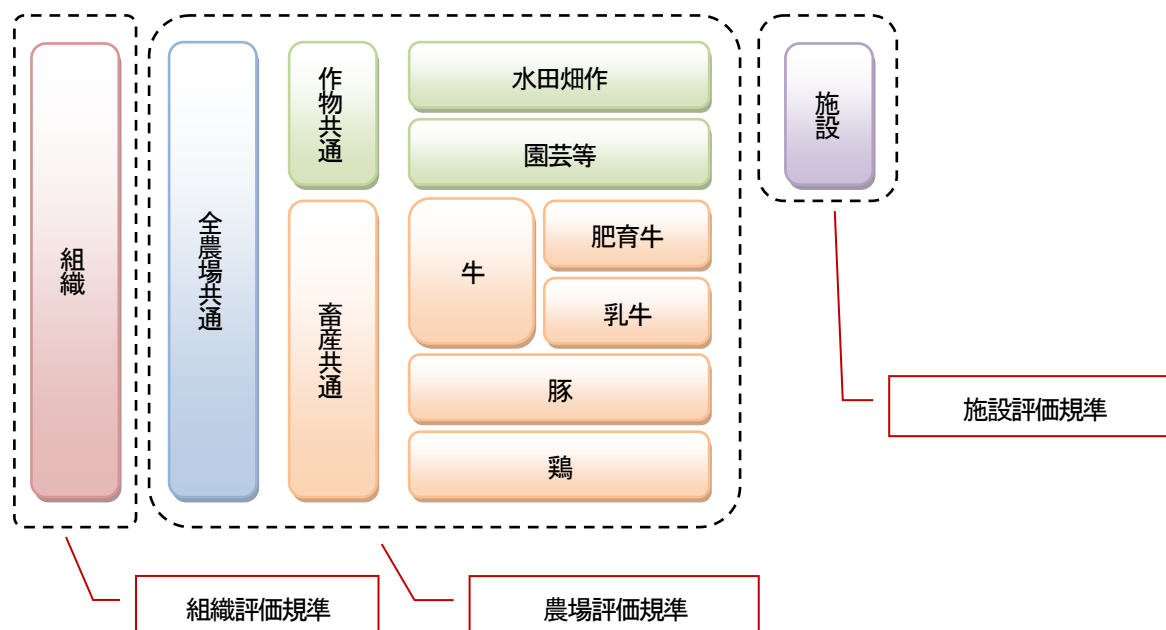 組織
全農場共通
作物共通
畜産共通
水田畑作
園芸等
牛
肥育牛
乳牛
豚
鶏
施設
施設評価規準
組織評価規準
農場評価規準